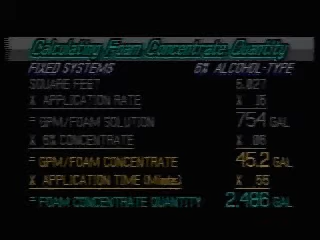 Calculating Foam Concentrate Quantity
FIXED SYSTEMS 6% ALCOHOL-TYPE
SQUARE FEET 5,027
X APPLICATION RATE X .15
= GPM/FOAM SOLUTION 754 GAL
X 6% CONCENTRATE X .06
= GPM/FOAM CONCENTRATE 45.2 GAL
X APPLICATION TIME (Minutes) X 55
= FOAM CONCENTRATE QUANTITY 2,486 GAL